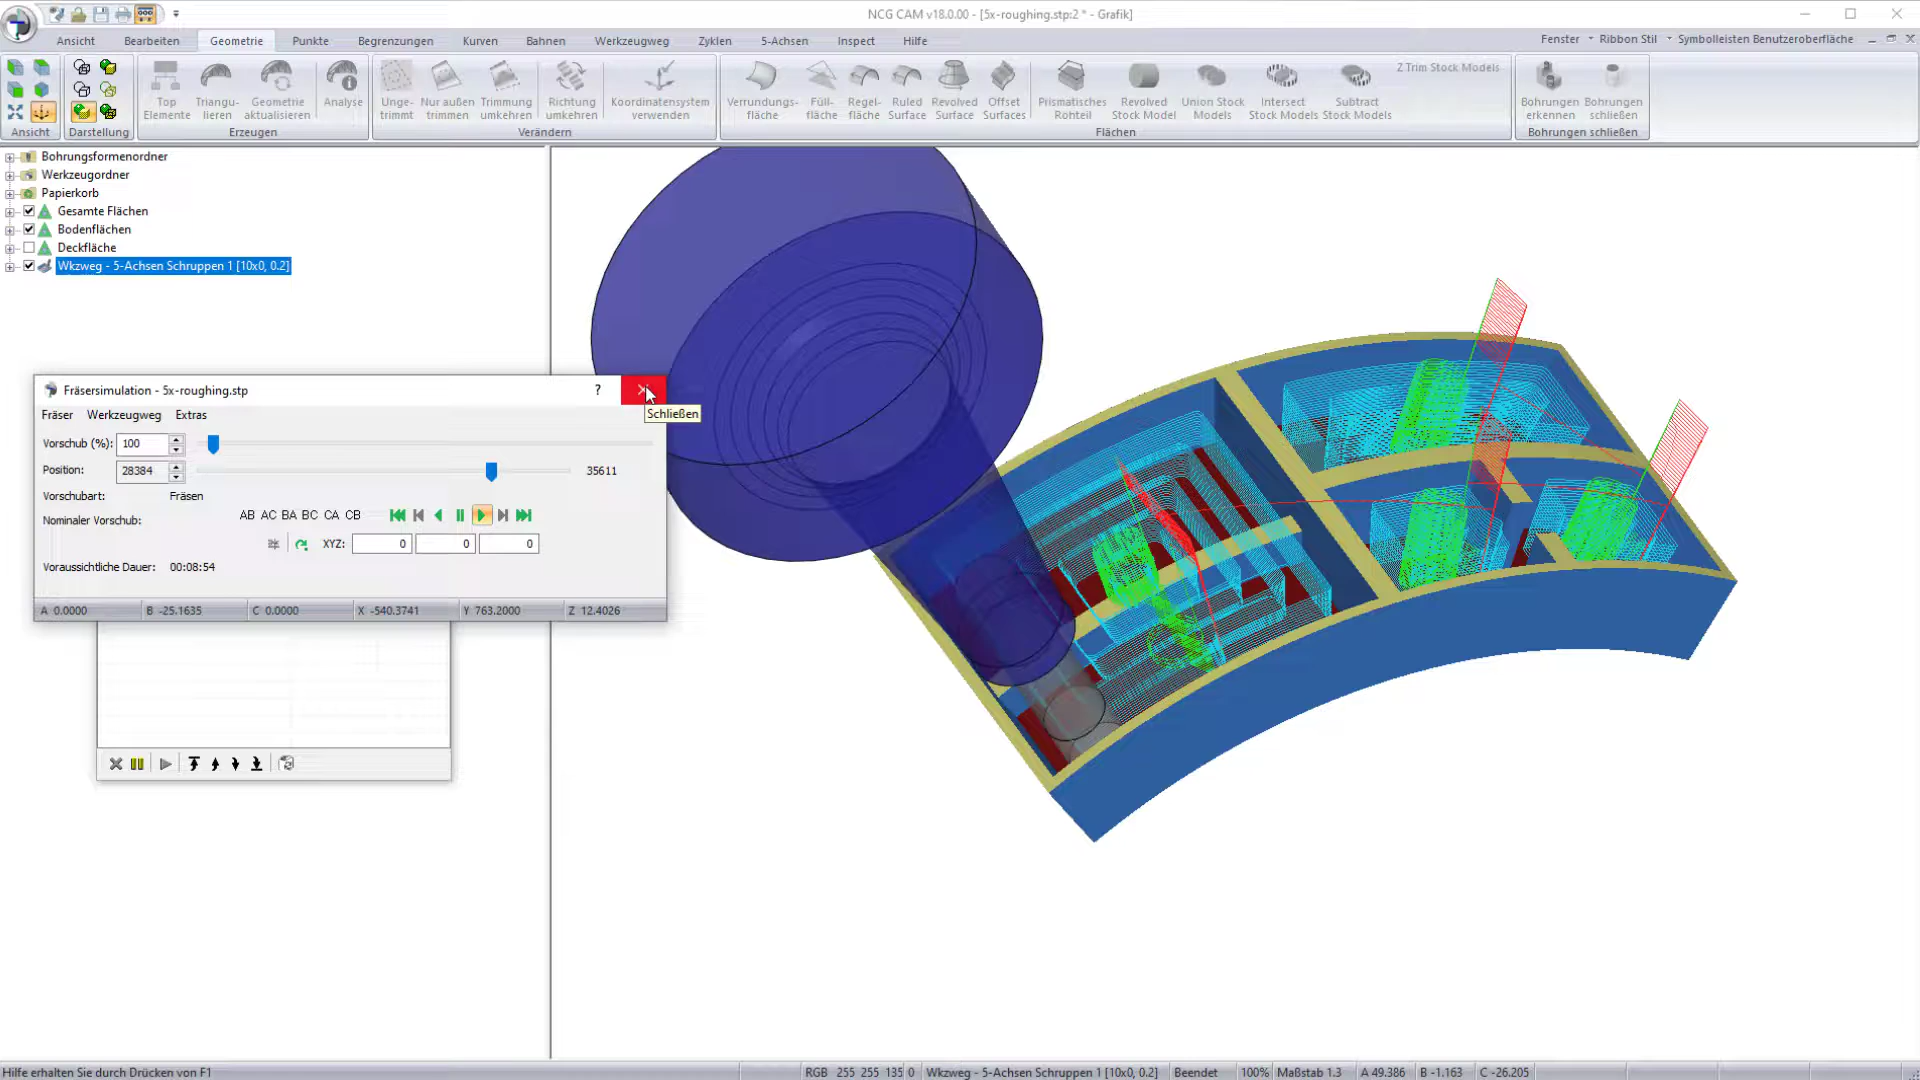 NCG CAM v18.0.00 - [5x-roughing.stp:2 * - Grafik]
Ansicht Bearbeiten Geometrie Punkte Begrenzungen Kurven Bahnen Werkzeugweg Zyklen 5-Achsen Inspect Hilfe
Fenster Ribbon Stil Symbolleisten Benutzeroberfläche
Top Elemente
Triangu-lieren
Geometrie aktualisieren
Analyse
Unge-trimmt
Nur außen trimmen
Trimmung umkehren
Richtung umkehren
Koordinatensystem verwenden
Verrundungs-fläche
Füll-fläche
Regel-fläche
Ruled Surface
Revolved Surface
Offset Surfaces
Prismatisches Rohteil
Revolved Stock Model
Union Stock Models
Intersect Stock Models
Subtract Stock Models
Z Trim Stock Models
Bohrungen erkennen
Bohrungen schließen
Ansicht Darstellung Erzeugen Verändern Flächen Bohrungen schließen
Bohrungsformenordner
Werkzeugordner
Papierkorb
Gesamte Flächen
Bodenflächen
Deckfläche
Wkzweg - 5-Achsen Schruppen 1 [10x0, 0.2]
Fräsersimulation - 5x-roughing.stp ?
Schließen
Fräser Werkzeugweg Extras
Vorschub (%): 100
Position: 28384 35611
Vorschubart: Fräsen
Nominaler Vorschub:
AB AC BA BC CA CB
XYZ: 0 0 0
Voraussichtliche Dauer: 00:08:54
A 0.0000 B -25.1635 C 0.0000 X -540.3741 Y 763.2000 Z 12.4026
Hilfe erhalten Sie durch Drücken von F1
RGB 255 255 135 0 Wkzweg - 5-Achsen Schruppen 1 [10x0, 0.2] Beendet 100% Maßstab 1.3 A 49.386 B -1.163 C -26.205